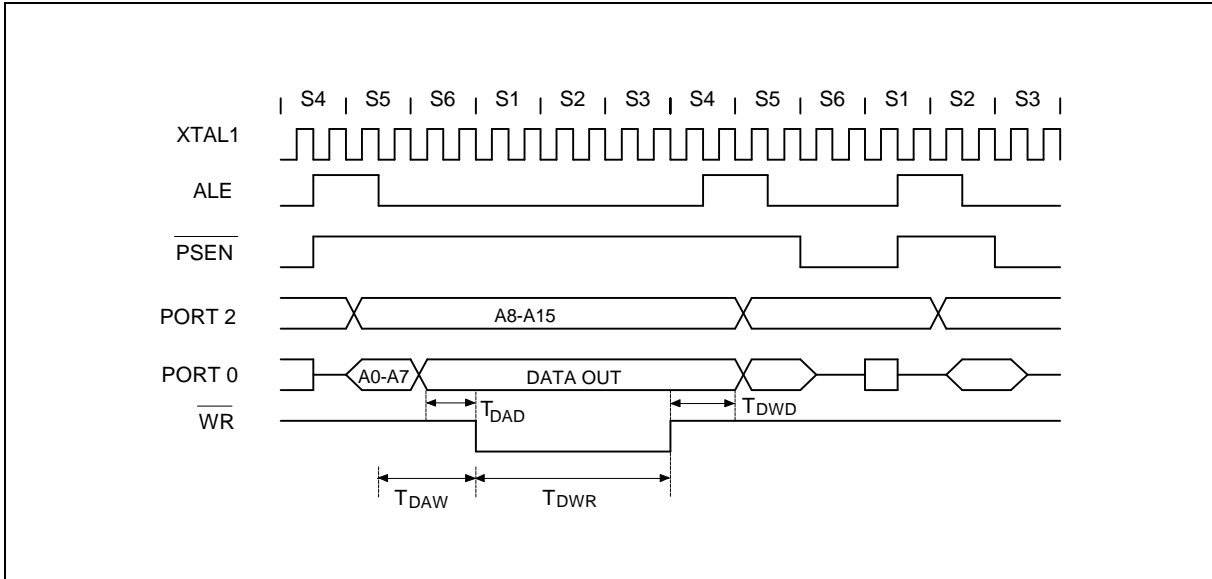 S4 S5 S6 S1 S2 S3 S4 S5 S6 S1 S2 S3
XTAL1
ALE
PSEN
PORT 2 A8-A15
PORT 0 A0-A7 DATA OUT
TDAD TDWD
WR
TDAW TDWR